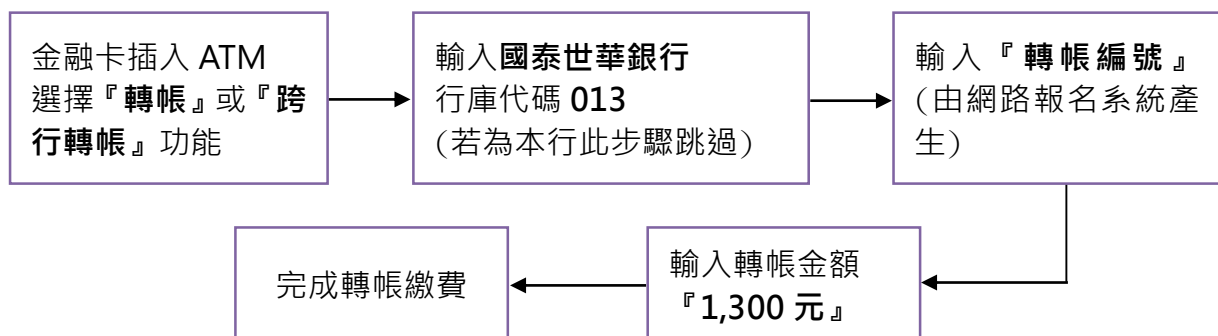 金融卡插入 ATM
選擇『轉帳』或『跨
行轉帳』功能
輸入國泰世華銀行
行庫代碼 013
(若為本行此步驟跳過)
輸入『轉帳編號』
(由網路報名系統產
生)
輸入轉帳金額
『1,300 元』
完成轉帳繳費